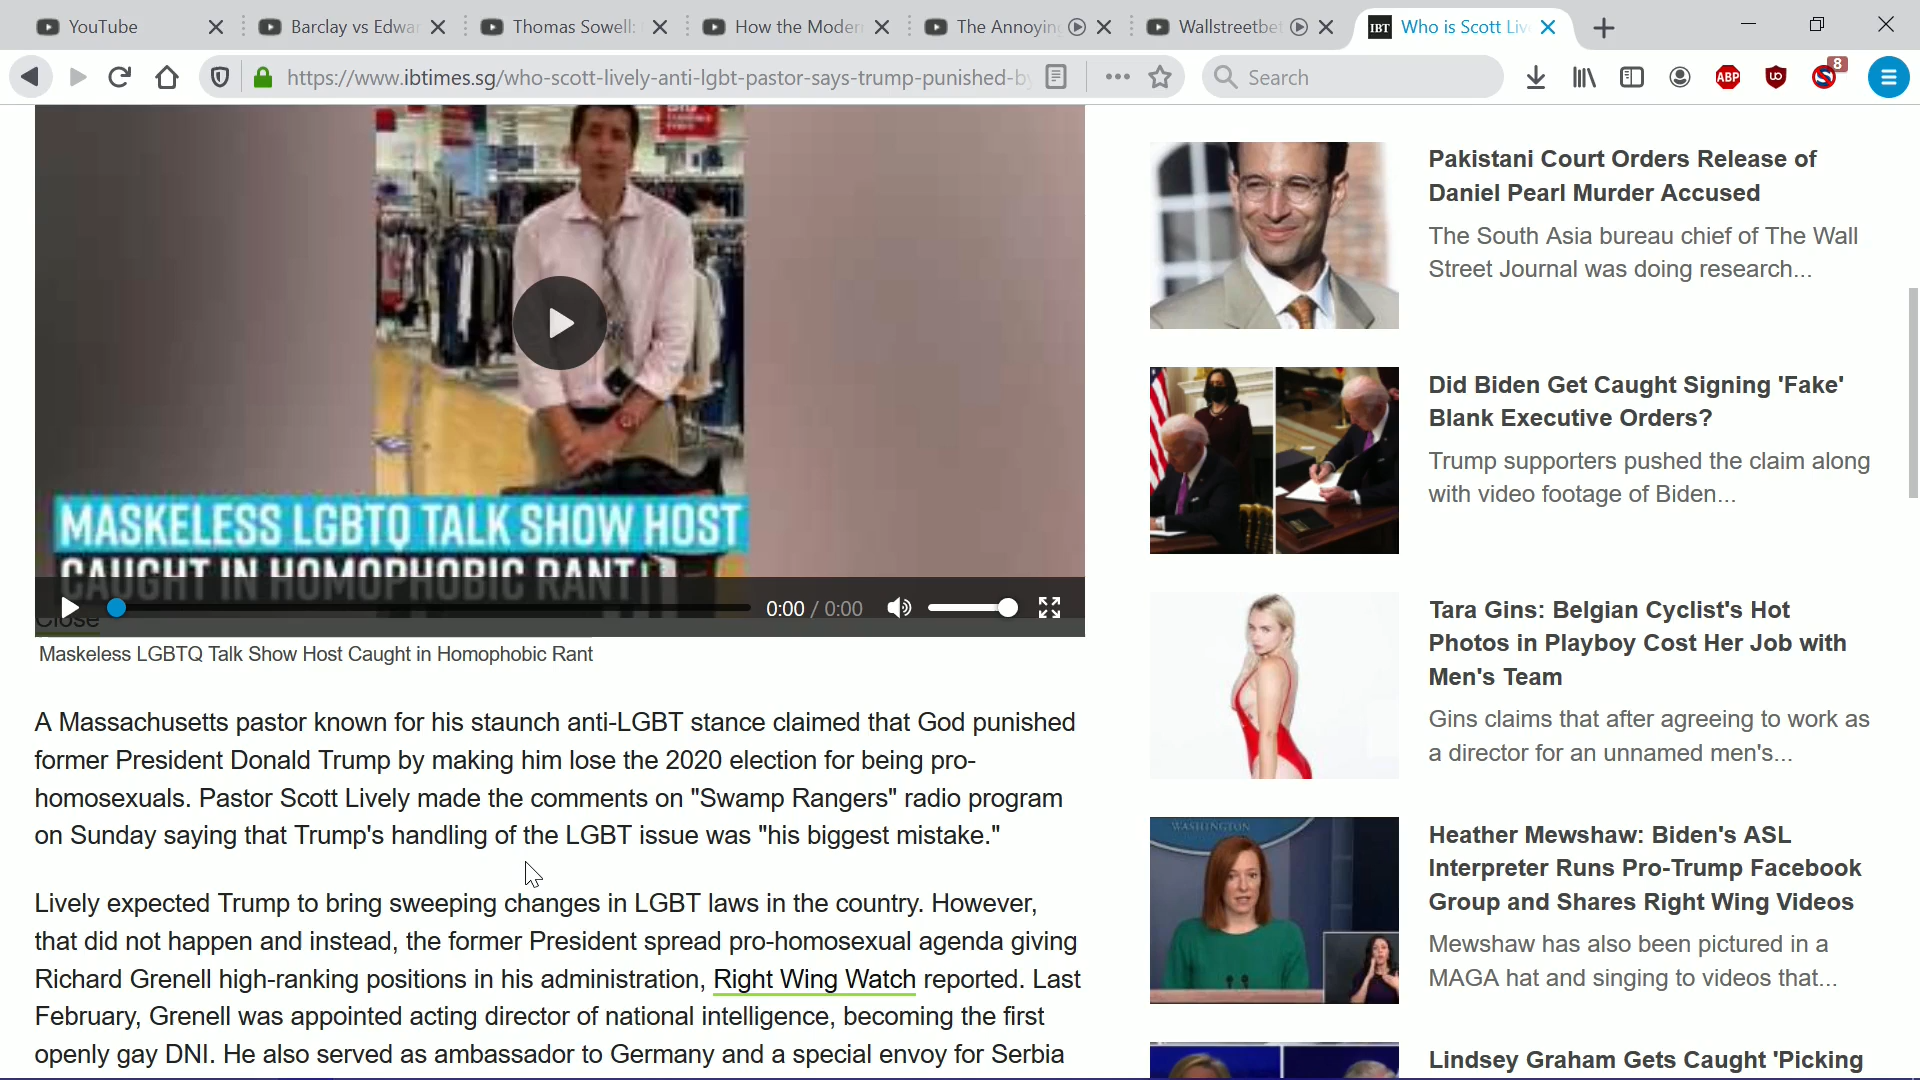 YouTube
Barclay vs Edwa
Thomas Sowell:
How the Moder
The Annoyin
Wallstreetbe
IBT
Who is Scott Liv
https://www.ibtimes.sg/who-scott-lively-anti-lgbt-pastor-says-trump-punished-b
Search
ABP
8
MASKELESS LGBTQ TALK SHOW HOST
CAUGHT IN HOMOPHOBIC RANT
0:00 / 0:00
Close
Maskeless LGBTQ Talk Show Host Caught in Homophobic Rant
A Massachusetts pastor known for his staunch anti-LGBT stance claimed that God punished
former President Donald Trump by making him lose the 2020 election for being pro-
homosexuals. Pastor Scott Lively made the comments on "Swamp Rangers" radio program
on Sunday saying that Trump's handling of the LGBT issue was "his biggest mistake."
Lively expected Trump to bring sweeping changes in LGBT laws in the country. However,
that did not happen and instead, the former President spread pro-homosexual agenda giving
Richard Grenell high-ranking positions in his administration, Right Wing Watch reported. Last
February, Grenell was appointed acting director of national intelligence, becoming the first
openly gay DNI. He also served as ambassador to Germany and a special envoy for Serbia
Pakistani Court Orders Release of
Daniel Pearl Murder Accused
The South Asia bureau chief of The Wall
Street Journal was doing research...
Did Biden Get Caught Signing 'Fake'
Blank Executive Orders?
Trump supporters pushed the claim along
with video footage of Biden...
Tara Gins: Belgian Cyclist's Hot
Photos in Playboy Cost Her Job with
Men's Team
Gins claims that after agreeing to work as
a director for an unnamed men's...
WASHINGTON
Heather Mewshaw: Biden's ASL
Interpreter Runs Pro-Trump Facebook
Group and Shares Right Wing Videos
Mewshaw has also been pictured in a
MAGA hat and singing to videos that...
Lindsey Graham Gets Caught 'Picking